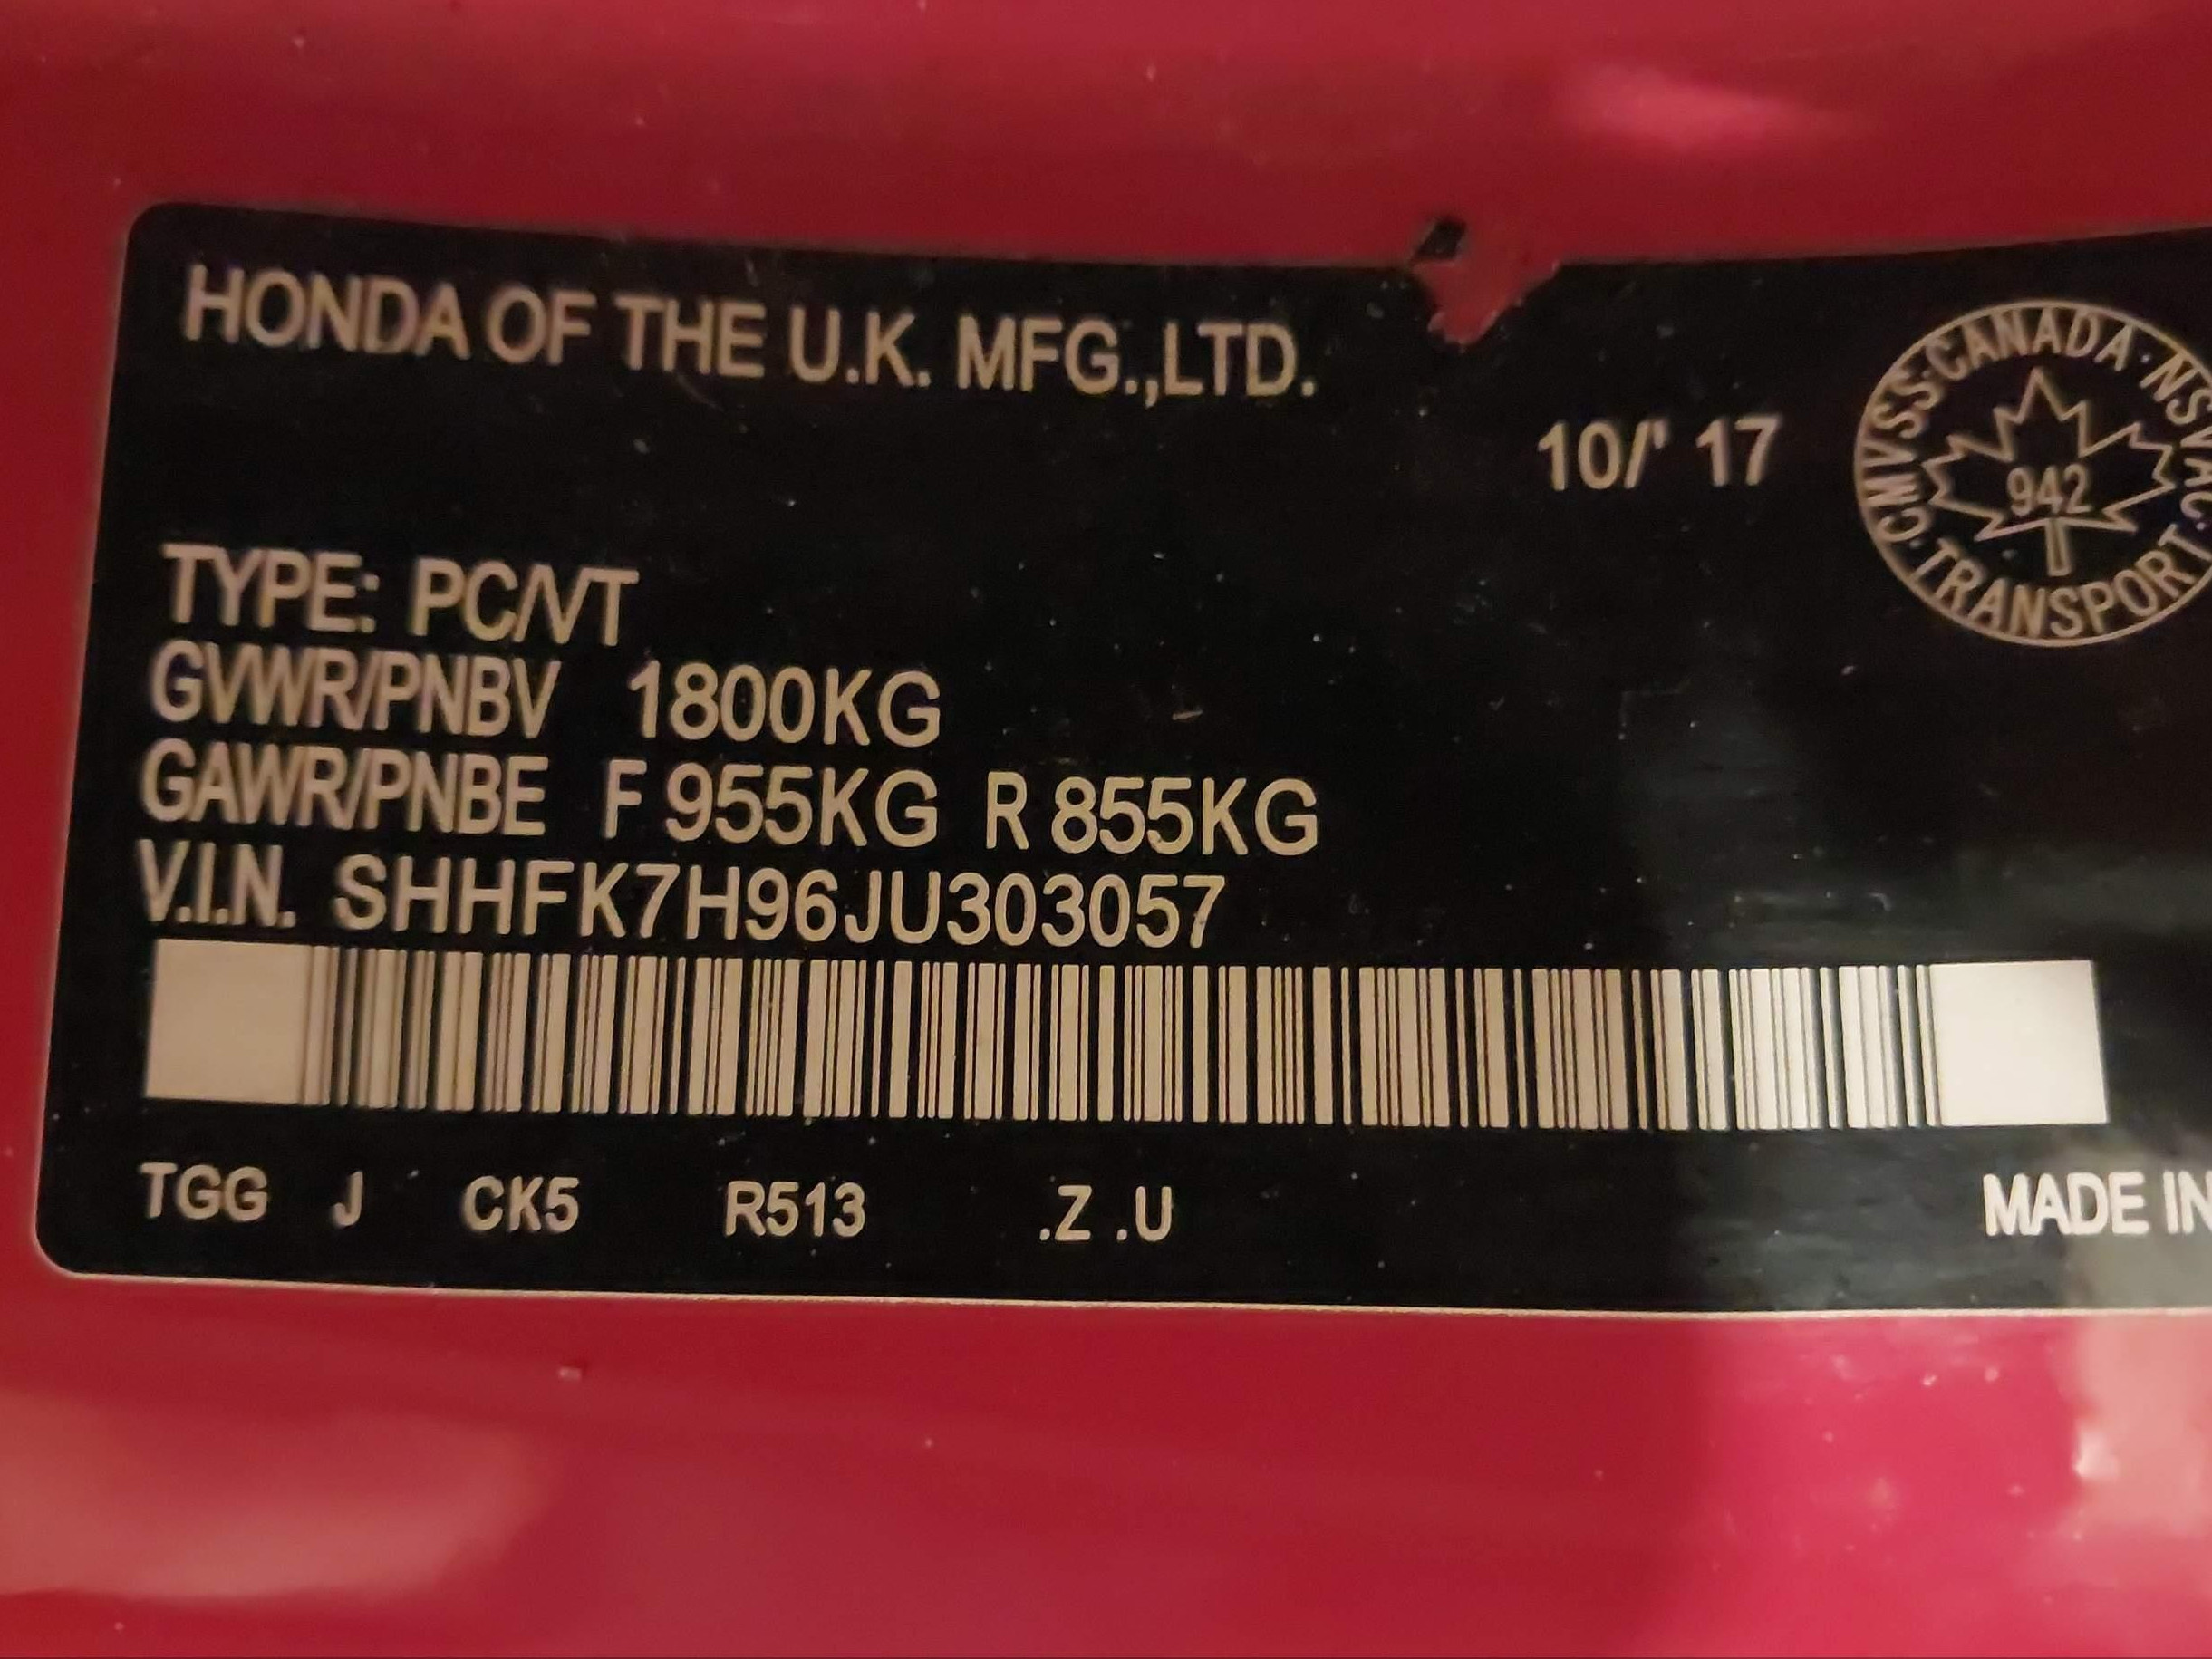 HONDA OF THE U.K. MFG.,LTD.
10/' 17
CMVSS·CANADA·NSVAC·TRANSPORT
942
TYPE: PC/VT
GVWR/PNBV 1800KG
GAWR/PNBE F 955KG R 855KG
V.I.N. SHHFK7H96JU303057
TGG J CK5 R513 .Z .U
MADE IN